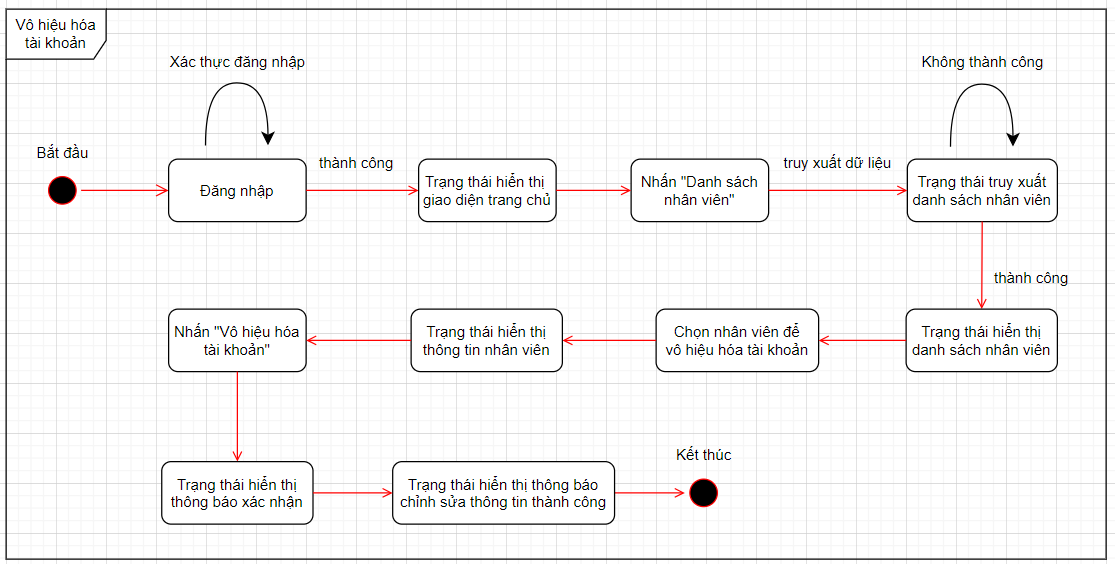 Vô hiệu hóa
tài khoản
Xác thực đăng nhập
Không thành công
Bắt đầu
Đăng nhập
thành công
Trạng thái hiển thị
giao diện trang chủ
Nhấn "Danh sách
nhân viên"
truy xuất dữ liệu
Trạng thái truy xuất
danh sách nhân viên
thành công
Trạng thái hiển thị
danh sách nhân viên
Chọn nhân viên để
vô hiệu hóa tài khoản
Trạng thái hiển thị
thông tin nhân viên
Nhấn "Vô hiệu hóa
tài khoản"
Trạng thái hiển thị
thông báo xác nhận
Trạng thái hiển thị thông báo
chỉnh sửa thông tin thành công
Kết thúc